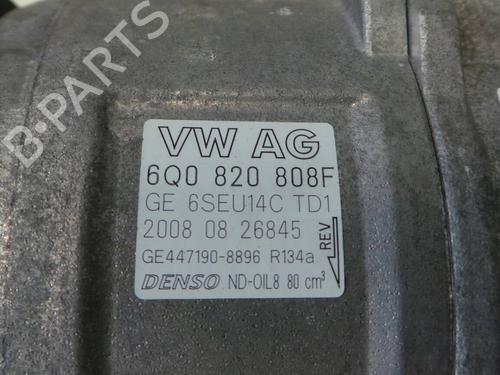 B-PARTS
VW AG
6Q0 820 808F
GE 6SEU14C TD1
2008 08 26845
GE447190-8896 R134a
DENSO ND-OIL8 80 cm³
REV